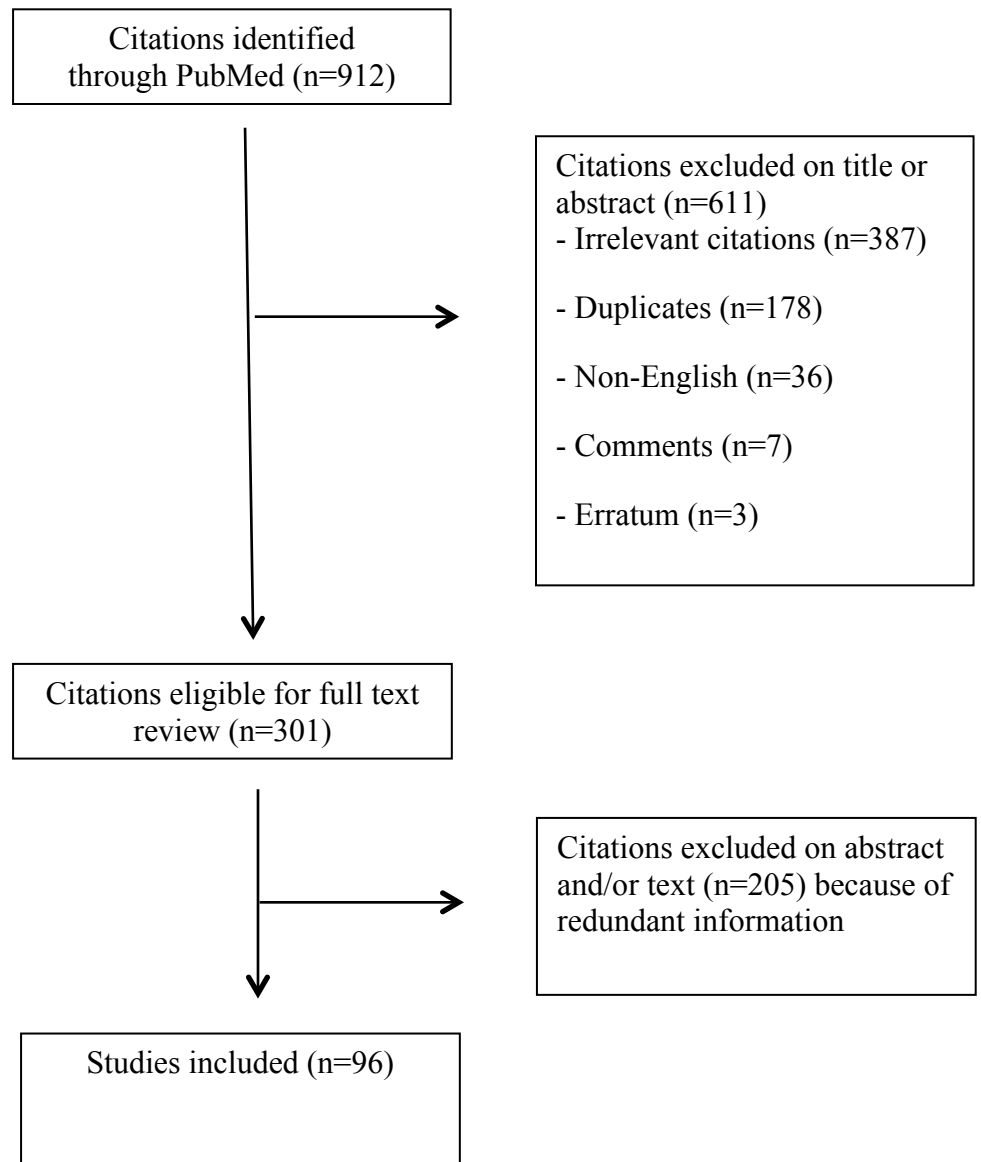 Citations identified
through PubMed (n=912)
Citations excluded on title or
abstract (n=611)
- Irrelevant citations (n=387)
- Duplicates (n=178)
- Non-English (n=36)
- Comments (n=7)
- Erratum (n=3)
Citations eligible for full text
review (n=301)
Citations excluded on abstract
and/or text (n=205) because of
redundant information
Studies included (n=96)